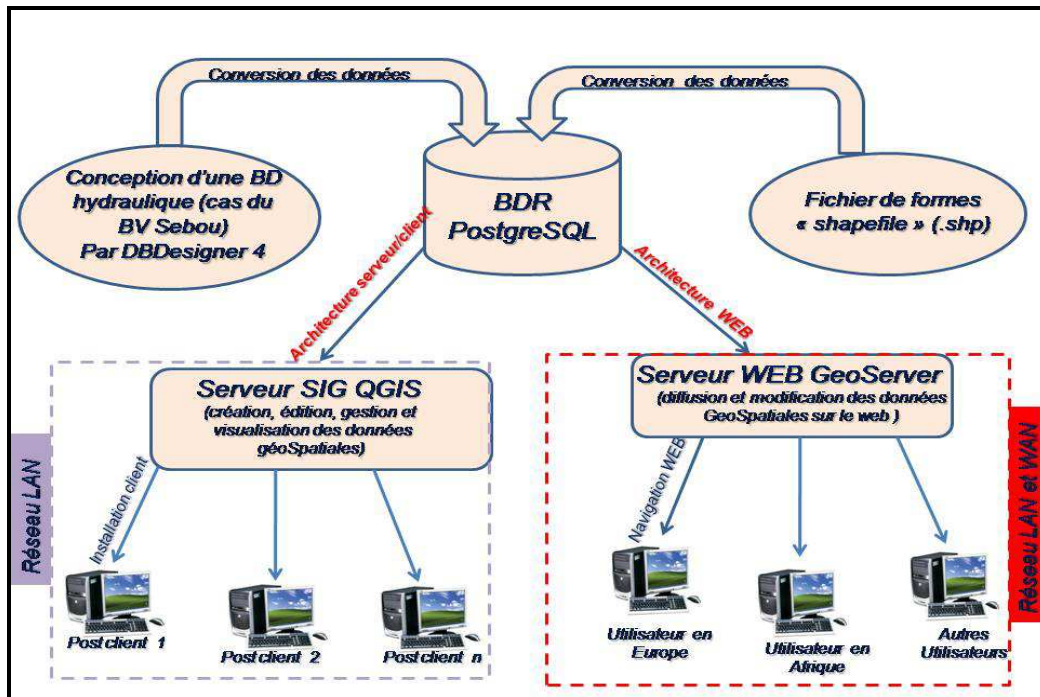 Conversion des données
Conversion des données
Conception d'une BD
hydraulique (cas du
BV Sebou)
Par DBDesigner 4
BDR
PostgreSQL
Fichier de formes
« shapefile » (.shp)
Architecture serveur/client
Architecture WEB
Serveur SIG QGIS
(création, édition, gestion et
visualisation des données
géoSpatiales)
Serveur WEB GeoServer
(diffusion et modification des données
GeoSpatiales sur le web )
Réseau LAN
Installation client
Post client 1
Post client 2
Post client n
Navigation WEB
Utilisateur en
Europe
Utilisateur en
Afrique
Autres
Utilisateurs
Réseau LAN et WAN